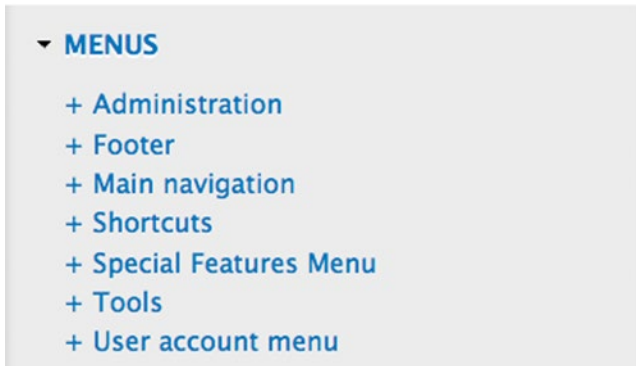 MENUS
+ Administration
+ Footer
+ Main navigation
+ Shortcuts
+ Special Features Menu
+ Tools
+ User account menu